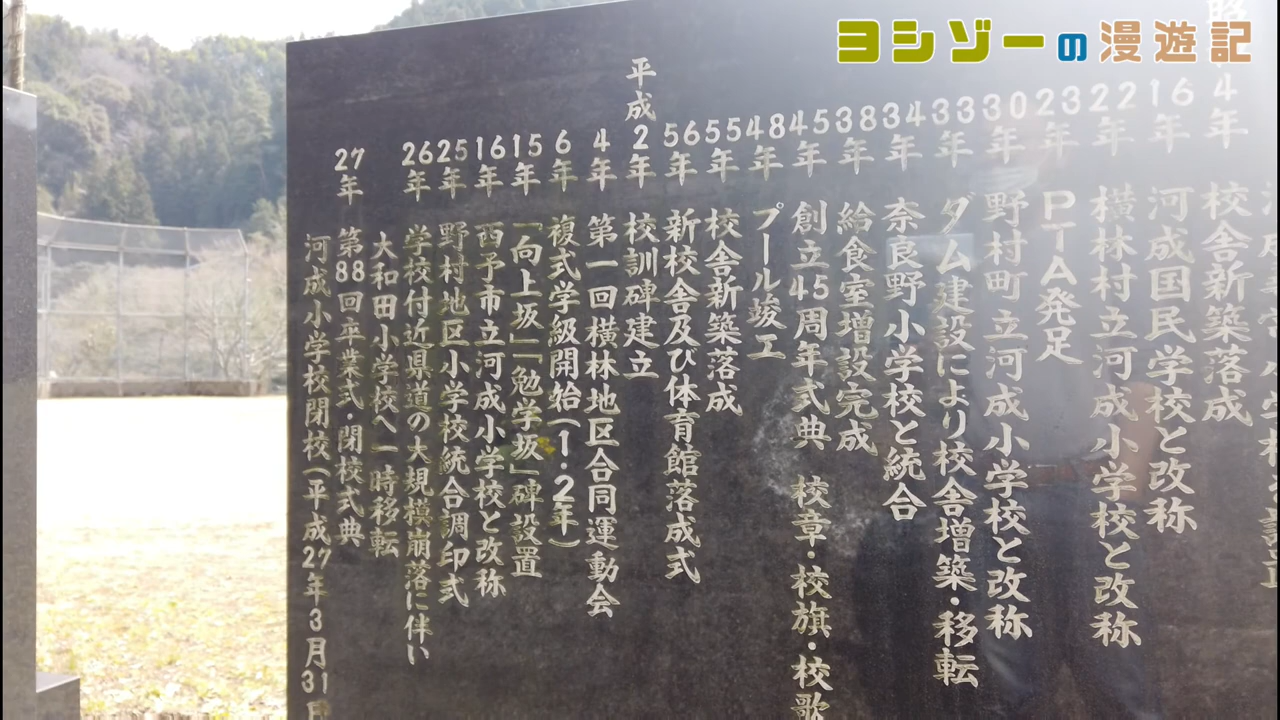 ヨシゾーの漫遊記
昭
4年 校舎新築落成
16年 河成国民学校と改称
22年 横林村立河成小学校と改称
23年 PTA発足
30年 野村町立河成小学校と改称
33年 ダム建設により校舎増築・移転
34年 奈良野小学校と統合
38年 給食室増設完成
45年 創立45周年式典 校章・校旗・校歌
48年 プール竣工
55年 校舎新築落成
56年 新校舎及び体育館落成式
平成2年 校訓碑建立
4年 第一回横林地区合同運動会
6年 複式学級開始(1・2年)
15年 「向上坂」「勉学坂」碑設置
16年 西予市立河成小学校と改称
25年 野村地区小学校統合調印式
26年 学校付近県道の大規模崩落に伴い
大和田小学校へ一時移転
27年 第88回卒業式・閉校式典
河成小学校閉校(平成27年3月31日